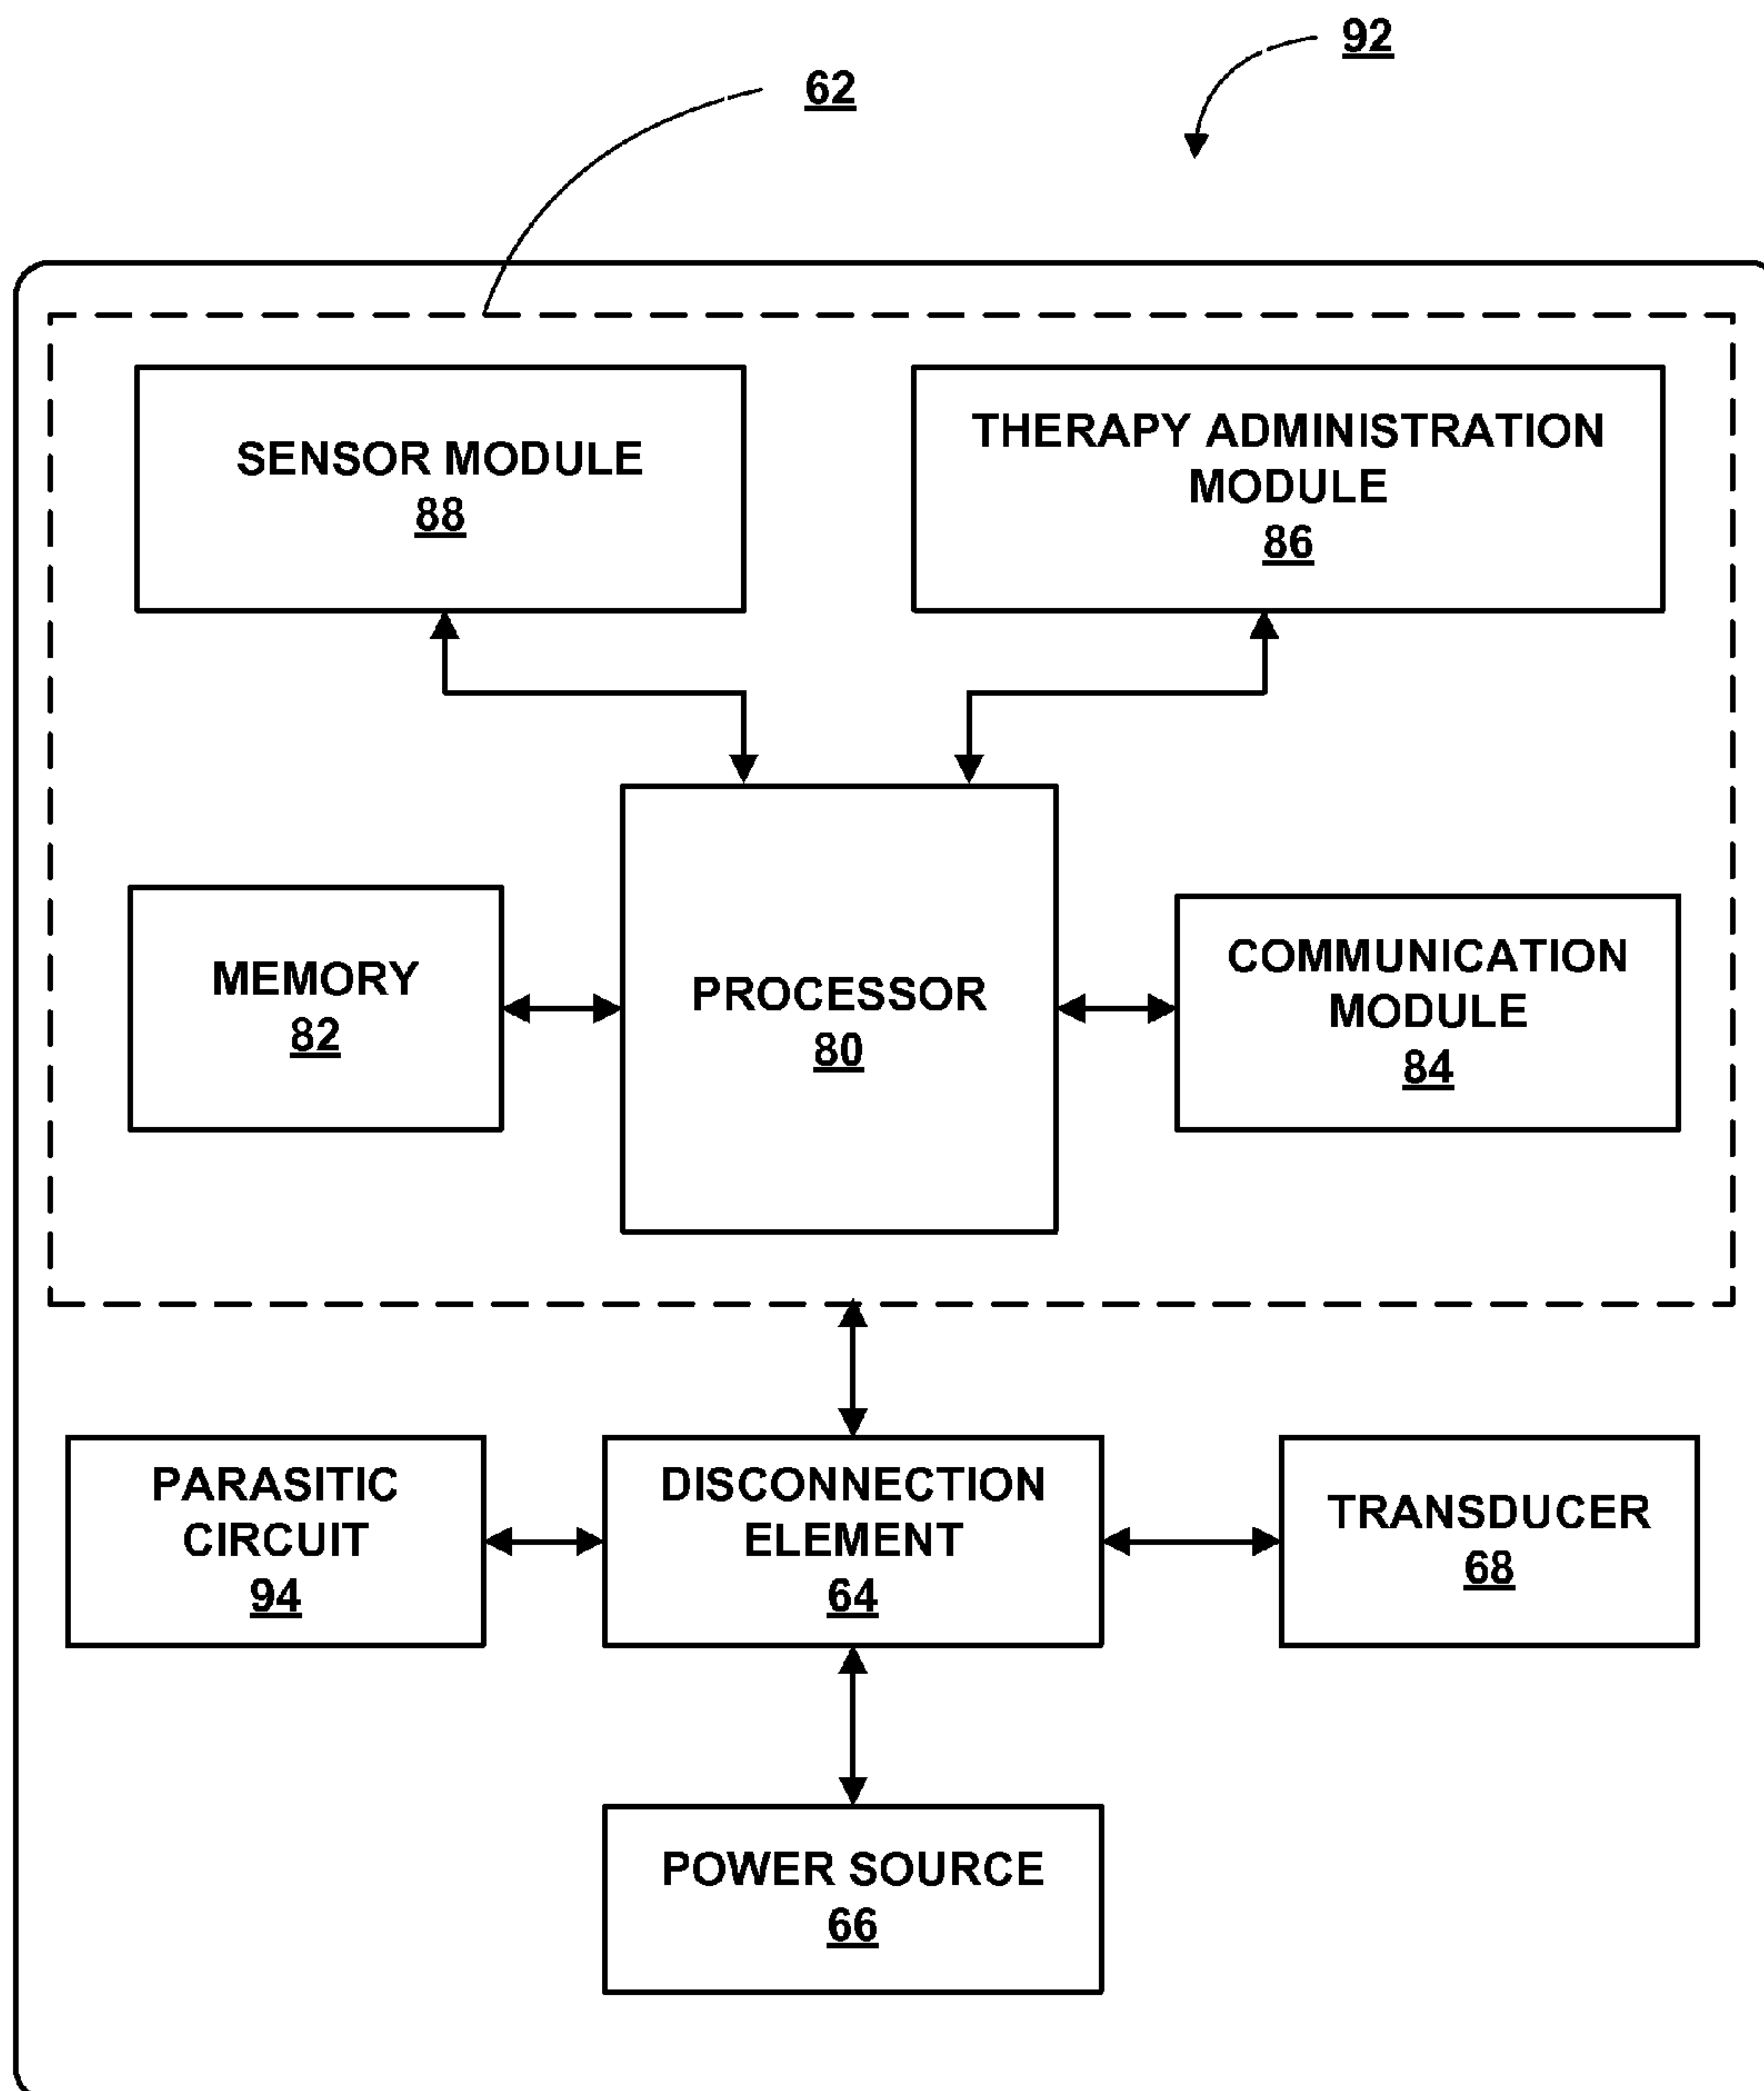 92
62
SENSOR MODULE
88
THERAPY ADMINISTRATION
MODULE
86
MEMORY
82
PROCESSOR
80
COMMUNICATION
MODULE
84
PARASITIC
CIRCUIT
94
DISCONNECTION
ELEMENT
64
TRANSDUCER
68
POWER SOURCE
66